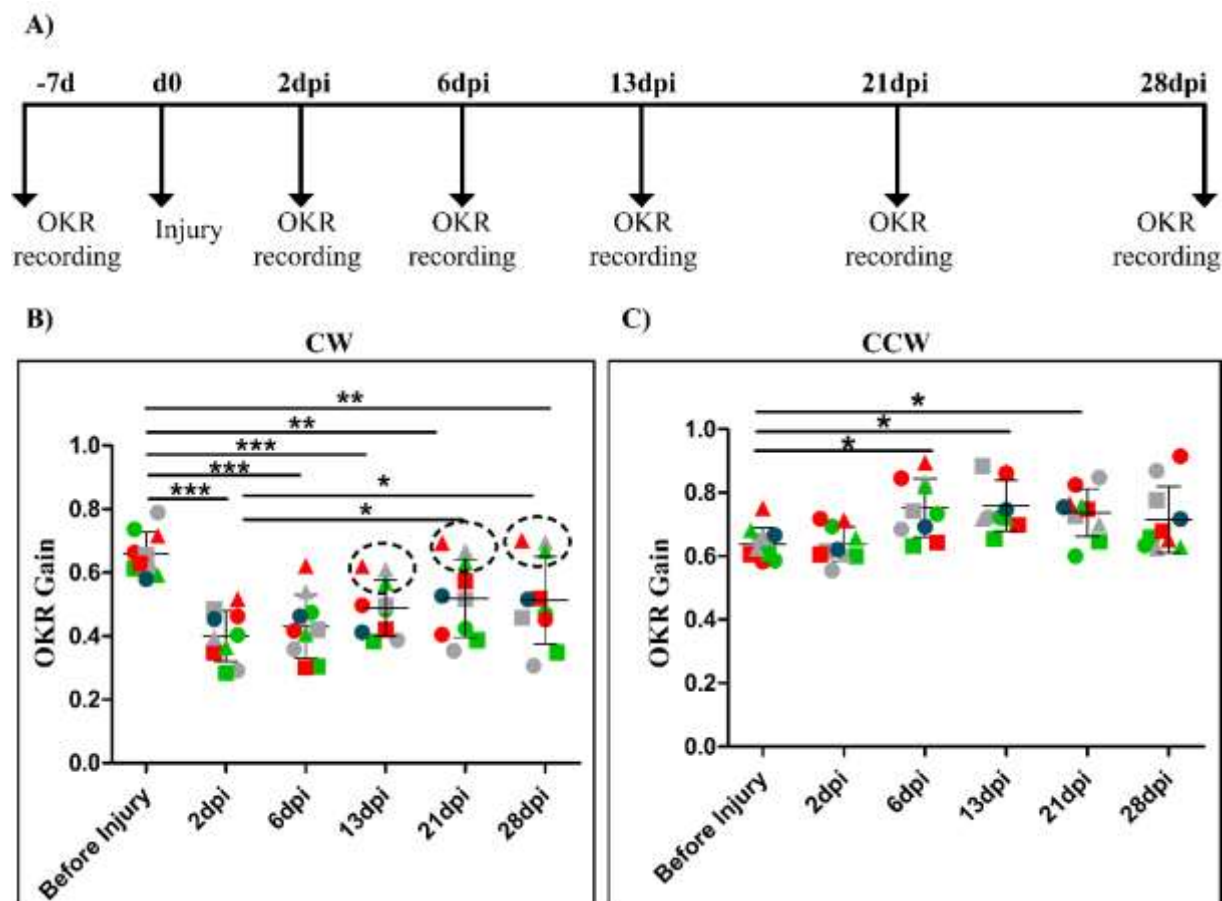 A)
-7d d0 2dpi 6dpi 13dpi 21dpi 28dpi
OKR Injury OKR OKR OKR OKR OKR
recording recording recording recording recording recording
B)
CW
**
**
***
***
***
*
*
OKR Gain
1.0
0.8
0.6
0.4
0.2
0.0
Before Injury 2dpi 6dpi 13dpi 21dpi 28dpi
C)
CCW
*
*
*
OKR Gain
1.0
0.8
0.6
0.4
0.2
0.0
Before Injury 2dpi 6dpi 13dpi 21dpi 28dpi